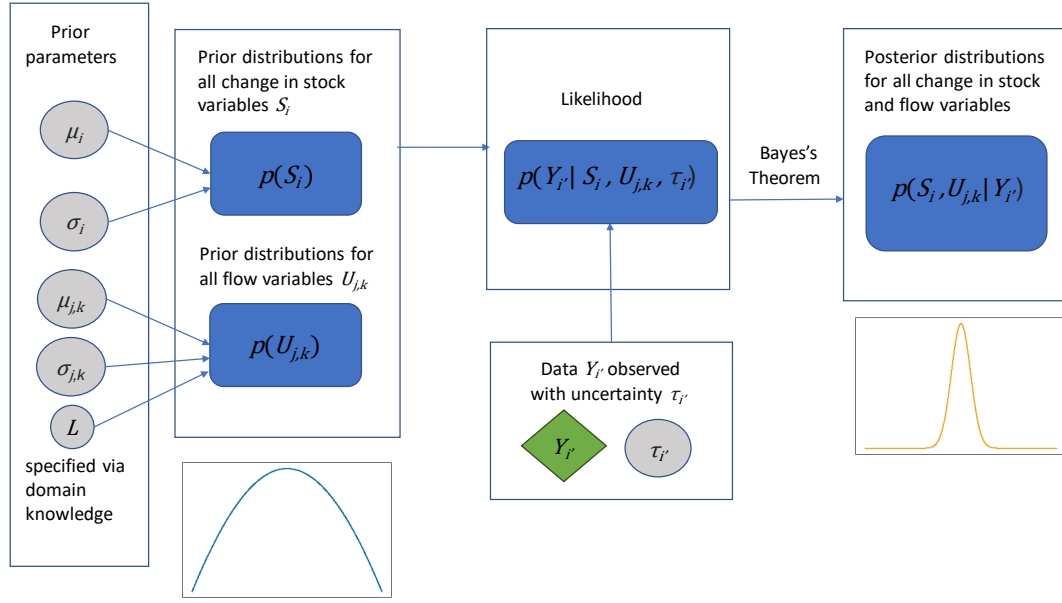 Prior
parameters
μi
σi
μj,k
σj,k
L
specified via
domain
knowledge
Prior distributions for
all change in stock
variables Si
p(Si)
Prior distributions for
all flow variables Uj,k
p(Uj,k)
Likelihood
p(Yi′| Si , Uj,k , τi′)
Data Yi′ observed
with uncertainty τi′
Yi′
τi′
Bayes's
Theorem
Posterior distributions
for all change in stock
and flow variables
p(Si ,Uj,k| Yi′)